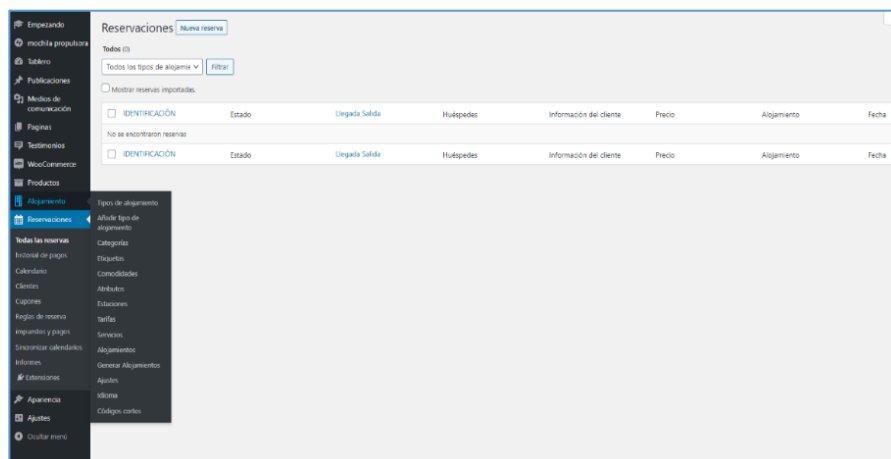 Empezando
mochila propulsora
Tablero
Publicaciones
Medios de
comunicación
Paginas
Testimonios
WooCommerce
Productos
Alojamiento
Reservaciones
Todas las reservas
historial de pagos
Calendario
Clientes
Cupones
Reglas de reserva
impuestos y pagos
Sincronizar calendarios
Informes
Extensiones
Apariencia
Ajustes
Ocultar menú
Tipos de alojamiento
Añadir tipo de
alojamiento
Categorías
Etiquetas
Comodidades
Atributos
Estaciones
Tarifas
Servicios
Alojamientos
Generar Alojamientos
Ajustes
Idioma
Códigos cortos
Reservaciones Nueva reserva
Todos (0)
Todos los tipos de alojamie Filtrar
Mostrar reservas importadas.
IDENTIFICACIÓN Estado Llegada Salida Huéspedes Información del cliente Precio Alojamiento Fecha
No se encontraron reservas
IDENTIFICACIÓN Estado Llegada Salida Huéspedes Información del cliente Precio Alojamiento Fecha